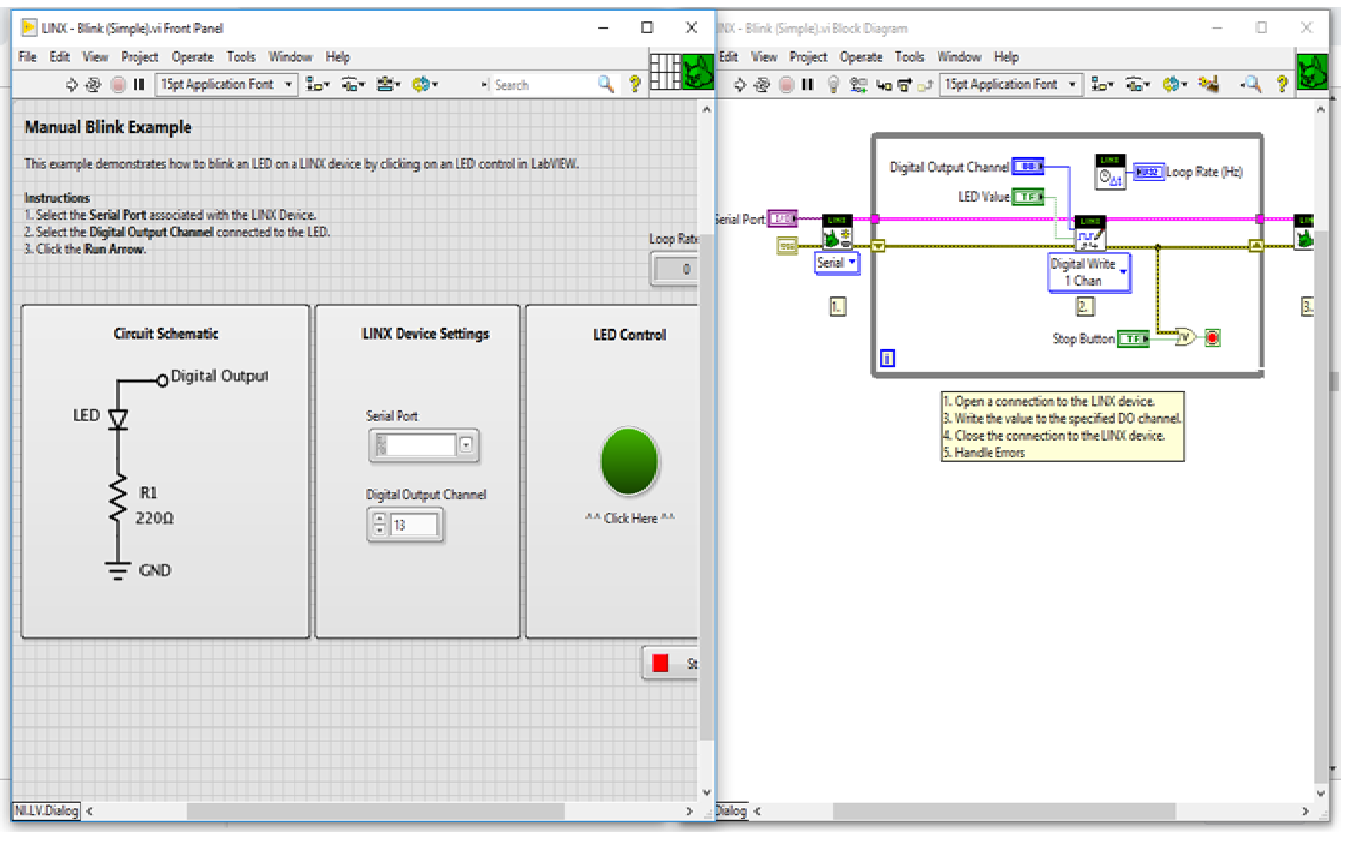 LINX - Blink (Simple).vi Front Panel
File Edit View Project Operate Tools Window Help
15pt Application Font
Search
Manual Blink Example
This example demonstrates how to blink an LED on a LINX device by clicking on an LED control in LabVIEW.
Instructions
1. Select the Serial Port associated with the LINX Device.
2. Select the Digital Output Channel connected to the LED.
3. Click the Run Arrow.
Loop Rate
0
Circuit Schematic
Digital Output
LED
R1
220Ω
GND
LINX Device Settings
Serial Port
Digital Output Channel
13
LED Control
^^ Click Here ^^
St
NI.LV.Dialog
INX - Blink (Simple).vi Block Diagram
Edit View Project Operate Tools Window Help
15pt Application Font
Digital Output Channel
LINX
Loop Rate (Hz)
LED Value
TF
Serial Port
I/O
LINX
LINX
Serial
Digital Write
1 Chan
1.
2.
3.
Stop Button
TF
i
1. Open a connection to the LINX device.
3. Write the value to the specified DO channel.
4. Close the connection to the LINX device.
5. Handle Errors
Dialog